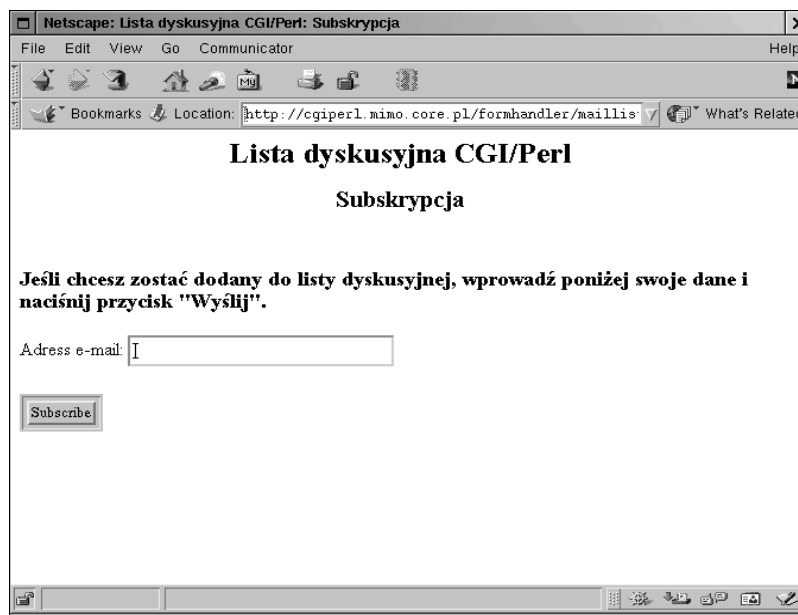 Netscape: Lista dyskusyjna CGI/Perl: Subskrypcja
File Edit View Go Communicator Help
My N
Bookmarks Location: http://cgiperl.mimo.core.pl/formhandler/maillis What's Related
Lista dyskusyjna CGI/Perl
Subskrypcja
Jeśli chcesz zostać dodany do listy dyskusyjnej, wprowadź poniżej swoje dane i
naciśnij przycisk "Wyślij".
Adress e-mail:
Subscribe